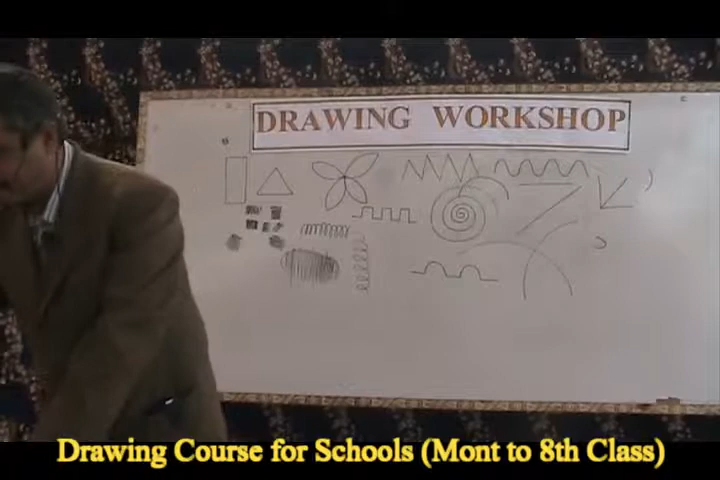 DRAWING WORKSHOP
Drawing Course for Schools (Mont to 8th Class)